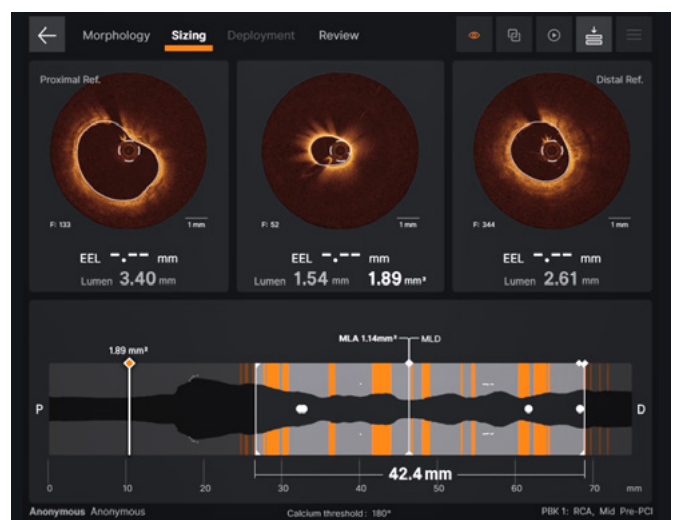 Morphology Sizing Deployment Review
Proximal Ref.
Distal Ref.
F: 133 1 mm
F: 52 1 mm
F: 344 1 mm
EEL -.-- mm
Lumen 3.40 mm
EEL -.-- mm
Lumen 1.54 mm 1.89 mm²
EEL -.-- mm
Lumen 2.61 mm
MLA 1.14mm² MLD
1.89 mm²
P D
42.4 mm
0 10 20 30 40 50 60 70 mm
Anonymous Anonymous Calcium threshold: 180° PBK 1: RCA, Mid Pre-PCI